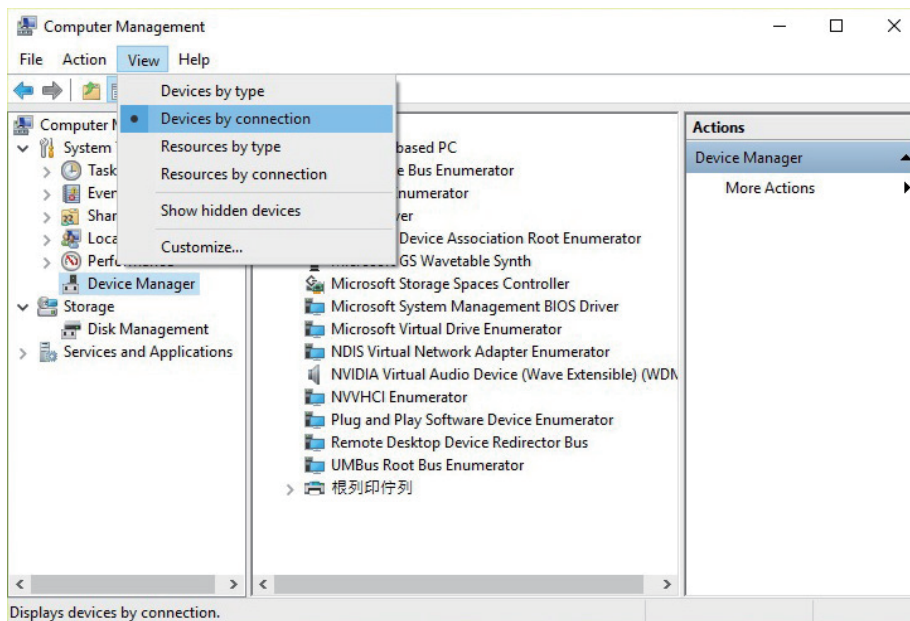 Computer Management
File Action View Help
Devices by type
Devices by connection
Resources by type
Resources by connection
Show hidden devices
Customize...
Computer
System
Task
Even
Shar
Loca
Device Manager
Storage
Disk Management
Services and Applications
based PC
Bus Enumerator
numerator
ver
Device Association Root Enumerator
GS Wavetable Synth
Microsoft Storage Spaces Controller
Microsoft System Management BIOS Driver
Microsoft Virtual Drive Enumerator
NDIS Virtual Network Adapter Enumerator
NVIDIA Virtual Audio Device (Wave Extensible) (WDM
NVVHCI Enumerator
Plug and Play Software Device Enumerator
Remote Desktop Device Redirector Bus
UMBus Root Bus Enumerator
根列印佇列
Actions
Device Manager
More Actions
Displays devices by connection.